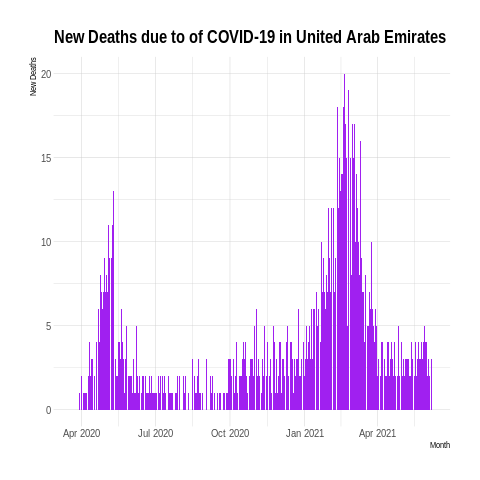 New Deaths due to of COVID-19 in United Arab Emirates
New Deaths
20
15
10
5
0
Apr 2020 Jul 2020 Oct 2020 Jan 2021 Apr 2021
Month